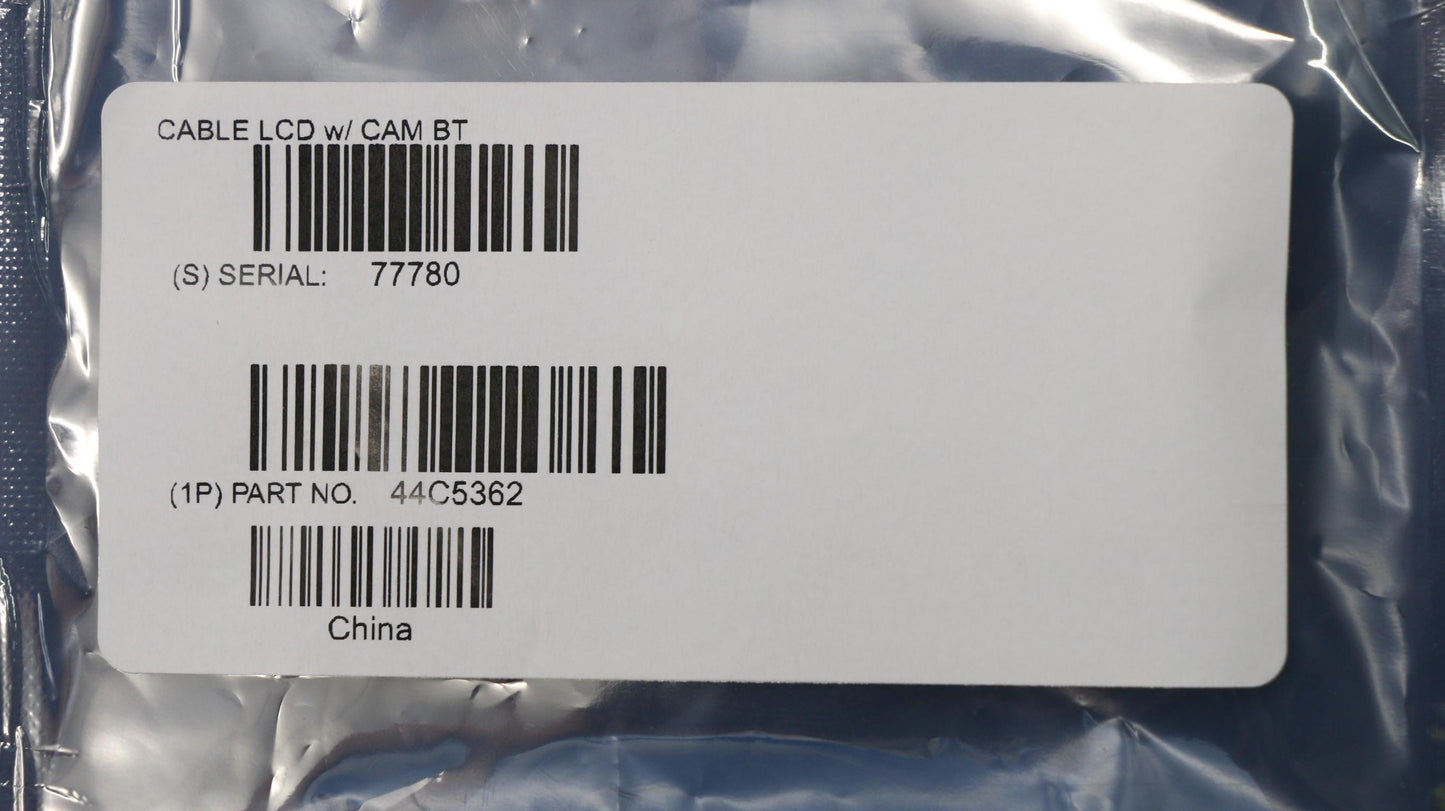 CABLE LCD w/ CAM BT
(S) SERIAL: 77780
(1P) PART NO. 44C5362
China